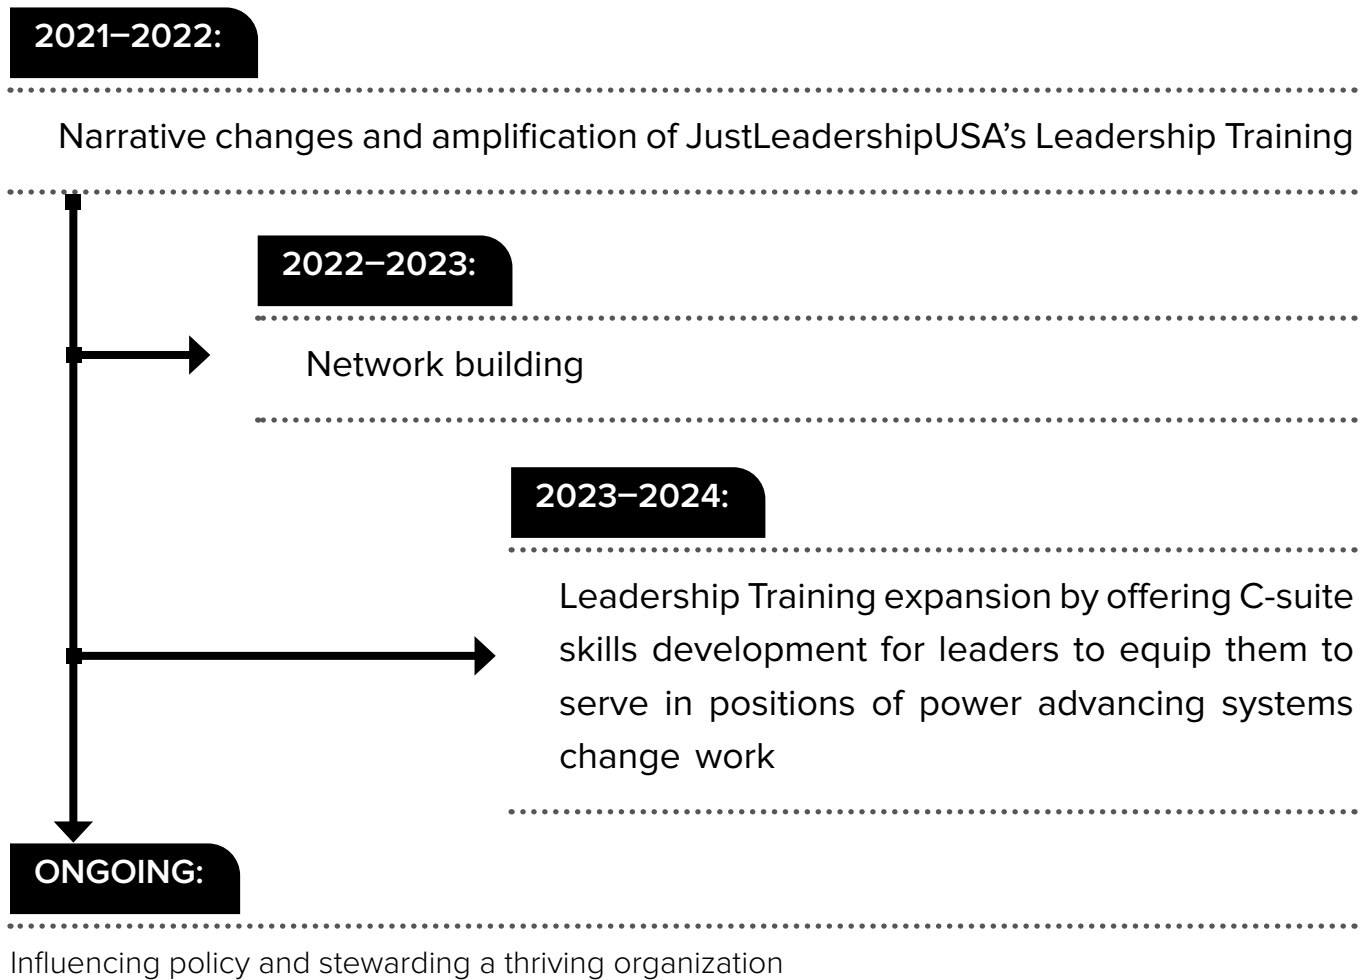 2021–2022:
Narrative changes and amplification of JustLeadershipUSA’s Leadership Training
2022–2023:
Network building
2023–2024:
Leadership Training expansion by offering C-suite
skills development for leaders to equip them to
serve in positions of power advancing systems
change work
ONGOING:
Influencing policy and stewarding a thriving organization